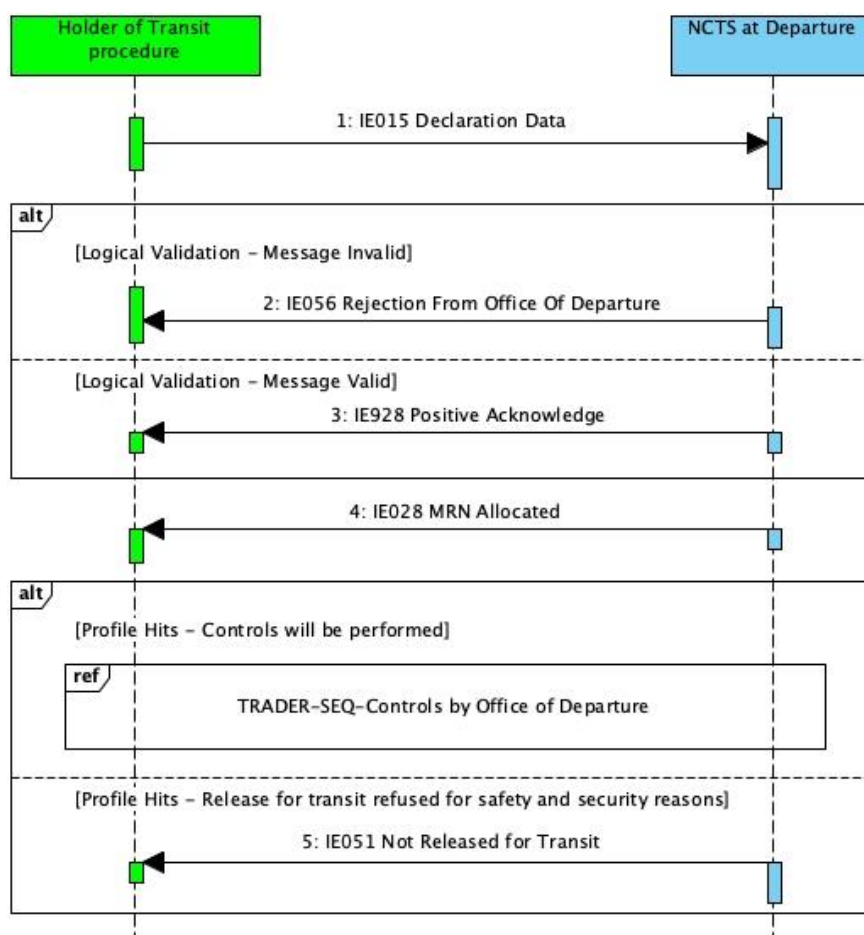 Holder of Transit
procedure
NCTS at Departure
1: IE015 Declaration Data
alt
[Logical Validation – Message Invalid]
2: IE056 Rejection From Office Of Departure
[Logical Validation – Message Valid]
3: IE928 Positive Acknowledge
4: IE028 MRN Allocated
alt
[Profile Hits – Controls will be performed]
ref
TRADER-SEQ-Controls by Office of Departure
[Profile Hits – Release for transit refused for safety and security reasons]
5: IE051 Not Released for Transit